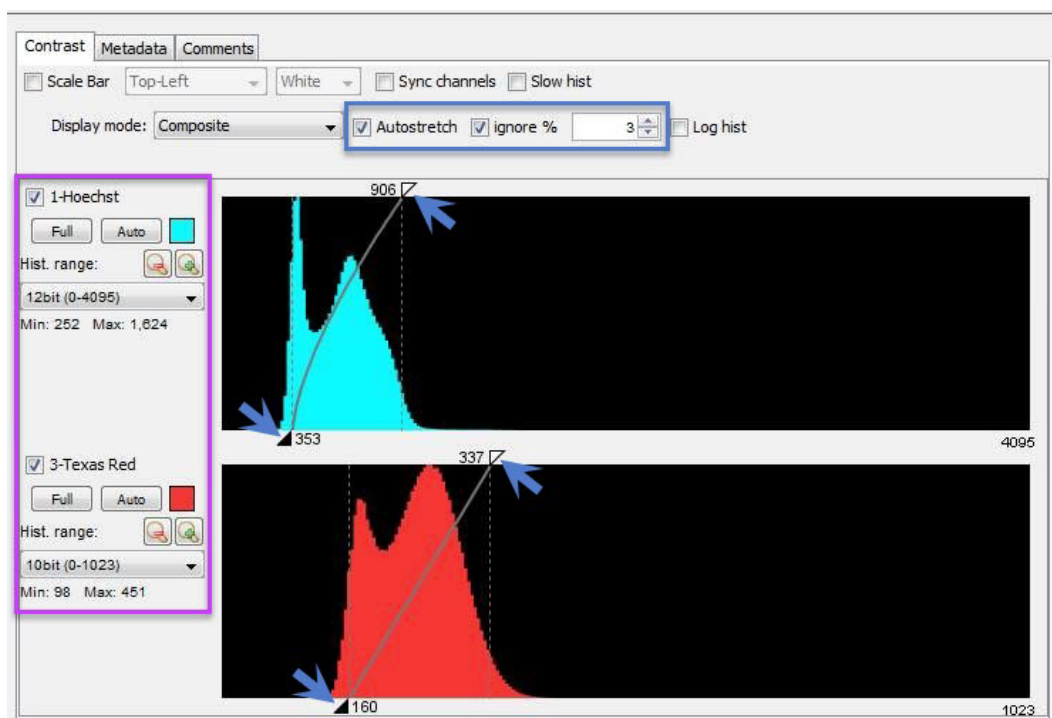 Contrast Metadata Comments
Scale Bar Top-Left White Sync channels Slow hist
Display mode: Composite Autostretch ignore % 3 Log hist
906
1-Hoechst
Full Auto
Hist. range:
12bit (0-4095)
Min: 252 Max: 1,624
353
4095
337
3-Texas Red
Full Auto
Hist. range:
10bit (0-1023)
Min: 98 Max: 451
160
1023